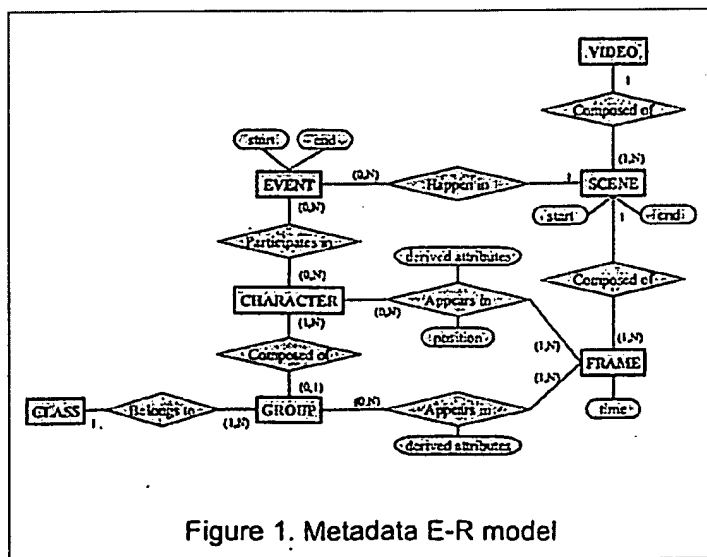 VIDEO
1
Composed of
(1,N)
start
end
EVENT
(0,N)
Happen in
1
SCENE
(0,N)
start
end
1
Participates in
derived attributes
Composed of
(0,N)
CHARACTER
(0,N)
Appears in
(1,N)
position
(1,N)
(1,N)
Composed of
(1,N)
FRAME
(0,1)
time
CLASS
1
Belongs to
(1,N)
GROUP
(0,N)
Appears in
derived attributes
Figure 1. Metadata E-R model